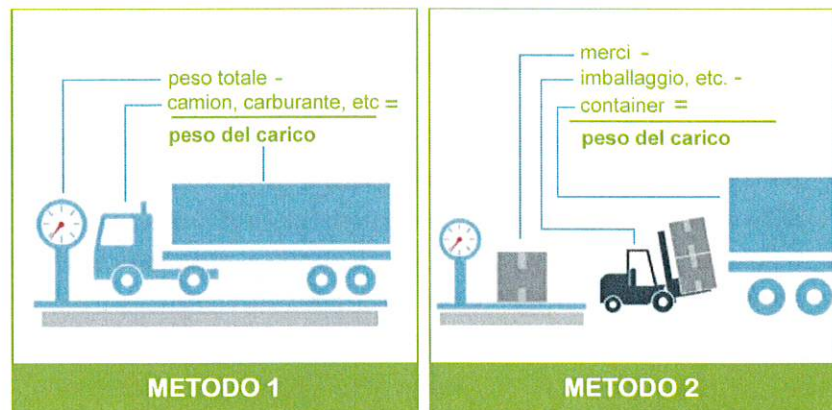 peso totale -
camion, carburante, etc =
peso del carico
METODO 1
merci -
imballaggio, etc. -
container =
peso del carico
METODO 2